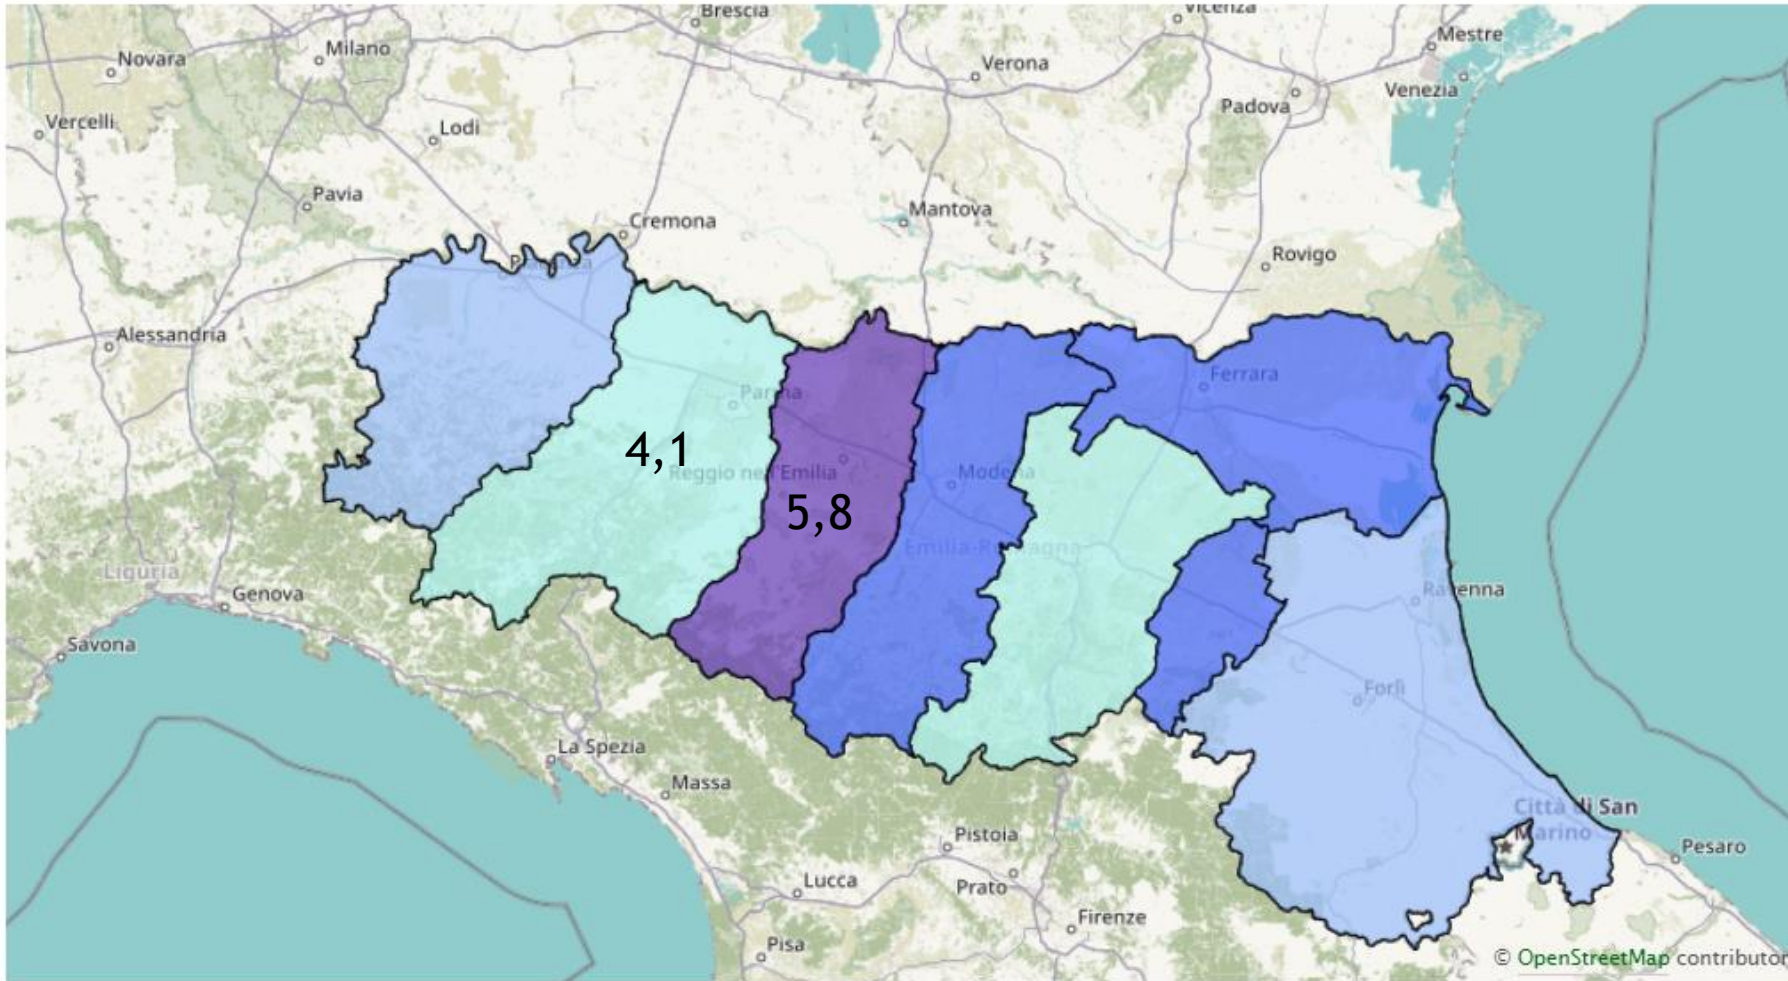 Brescia
Vicenza
Mestre
Milano
Novara
Verona
Venezia
Padova
Vercelli
Lodi
Pavia
Mantova
Cremona
Rovigo
Piacenza
Alessandria
Ferrara
Parma
4,1
Reggio nell'Emilia
Modena
5,8
Emilia-Romagna
Liguria
Genova
Ravenna
Savona
Forlì
La Spezia
Massa
Città di San
Marino
Pistoia
Pesaro
Lucca
Prato
Firenze
Pisa
© OpenStreetMap contributor